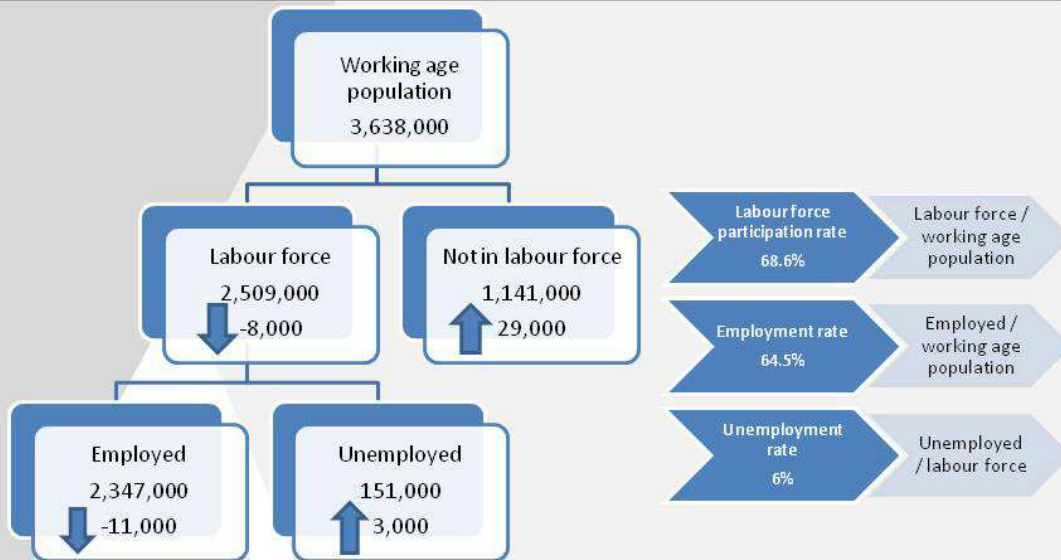 Working age
population
3,638,000
Labour force
2,509,000
-8,000
Not in labour force
1,141,000
29,000
Employed
2,347,000
-11,000
Unemployed
151,000
3,000
Labour force
participation rate
68.6%
Labour force /
working age
population
Employment rate
64.5%
Employed /
working age
population
Unemployment
rate
6%
Unemployed
/ labour force